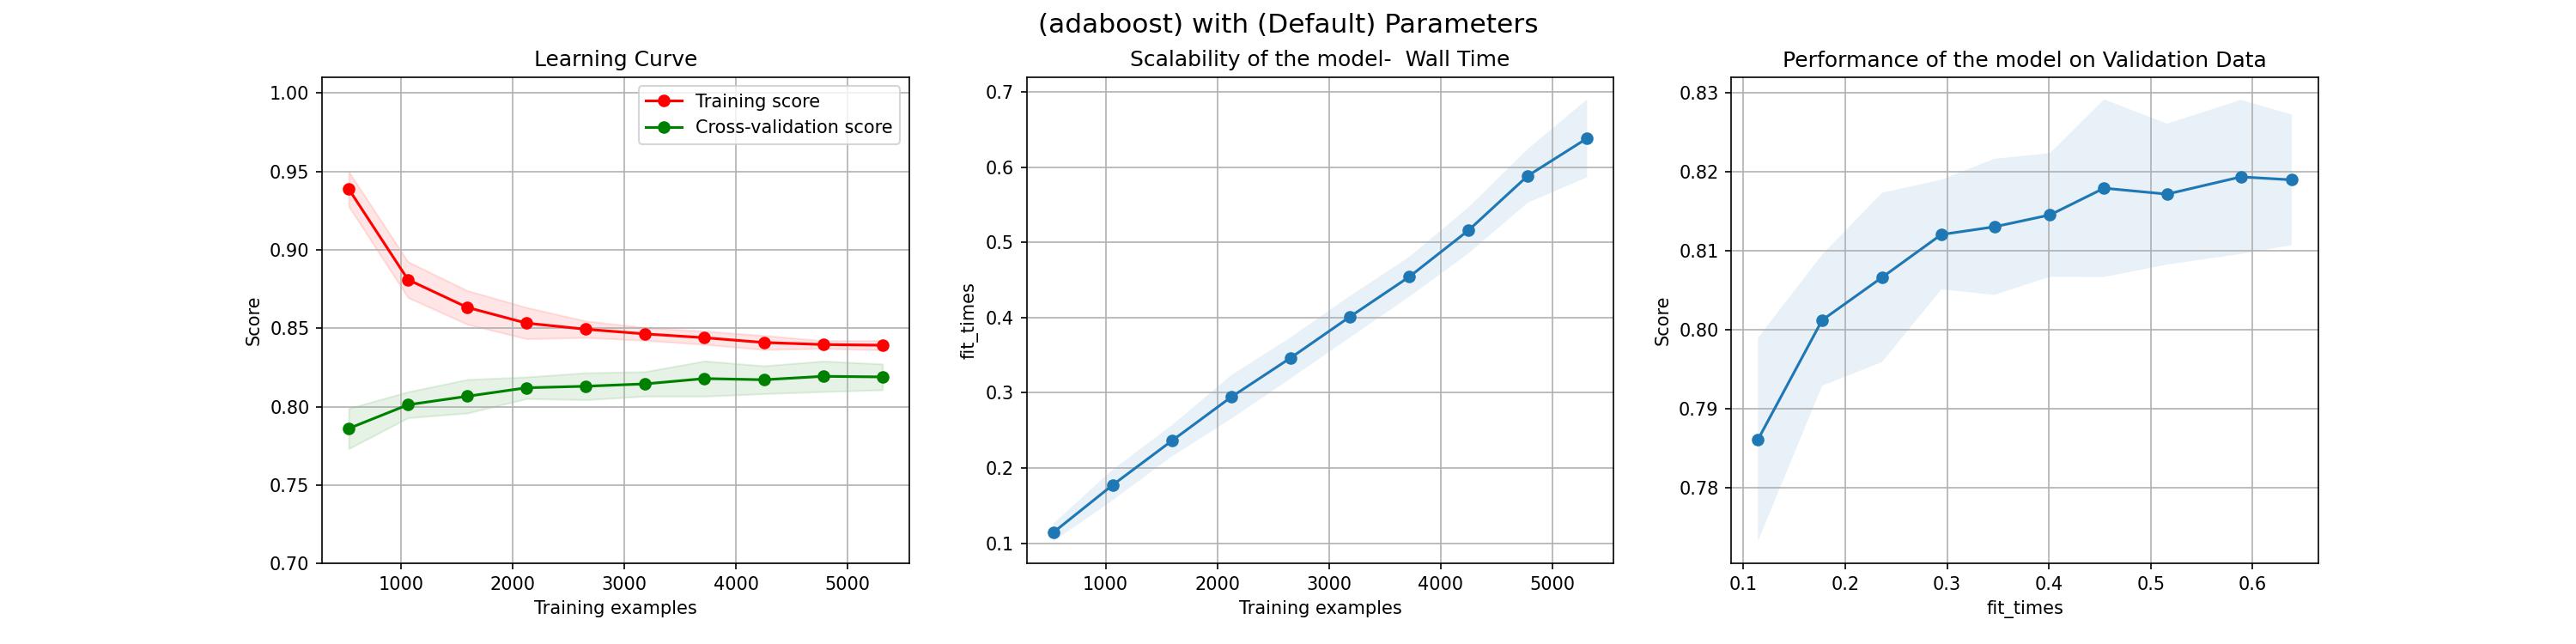 (adaboost) with (Default) Parameters
Learning Curve
1.00
0.95
0.90
0.85
0.80
0.75
0.70
Score
Training score
Cross-validation score
1000 2000 3000 4000 5000
Training examples
Scalability of the model-  Wall Time
0.7
0.6
0.5
0.4
0.3
0.2
0.1
fit_times
1000 2000 3000 4000 5000
Training examples
Performance of the model on Validation Data
0.83
0.82
0.81
0.80
0.79
0.78
Score
0.1 0.2 0.3 0.4 0.5 0.6
fit_times